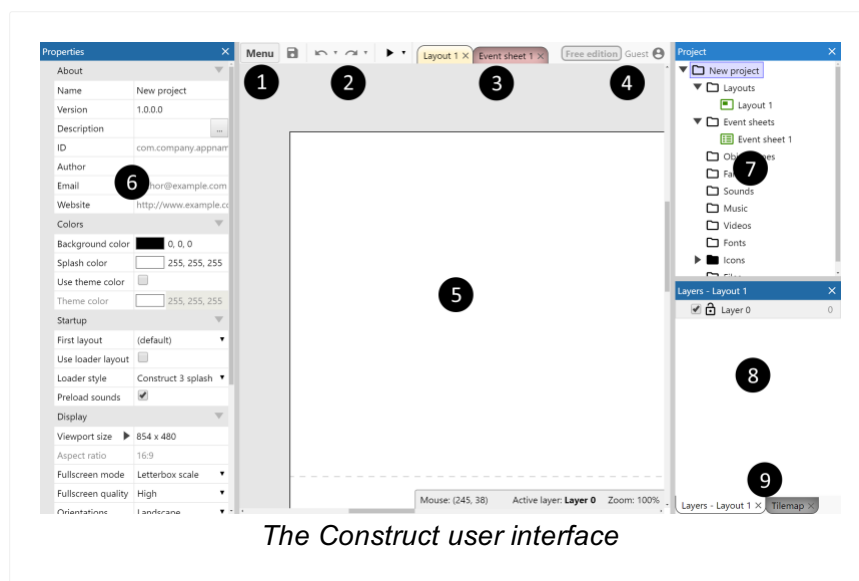 Properties
About
Name New project
Version 1.0.0.0
Description ...
ID com.company.appnam
Author
Email hor@example.com
Website http://www.example.co
Colors
Background color 0, 0, 0
Splash color 255, 255, 255
Use theme color
Theme color 255, 255, 255
Startup
First layout (default)
Use loader layout
Loader style Construct 3 splash
Preload sounds
Display
Viewport size 854 x 480
Aspect ratio 16:9
Fullscreen mode Letterbox scale
Fullscreen quality High
Orientations Landscape
6
Menu Layout 1 Event sheet 1 Free edition Guest
1 2 3 4
5
Mouse: (245, 38) Active layer: Layer 0 Zoom: 100%
Project
New project
Layouts
Layout 1
Event sheets
Event sheet 1
Sounds
Music
Videos
Fonts
Icons
Files
7
Layers - Layout 1
Layer 0 0
8
9
Layers - Layout 1 Tilemap
The Construct user interface